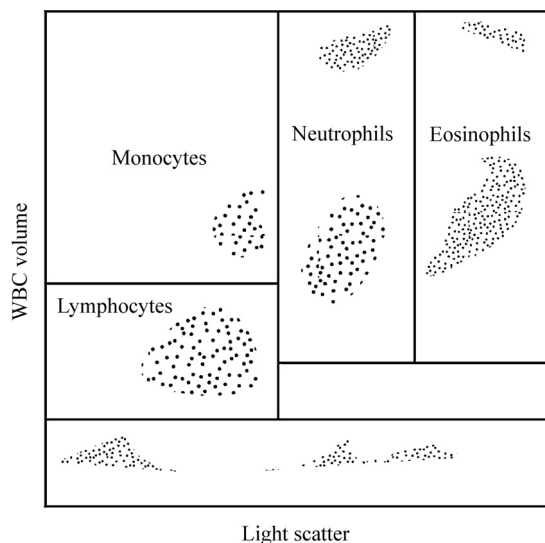 Neutrophils
Eosinophils
Monocytes
WBC volume
Lymphocytes
Light scatter